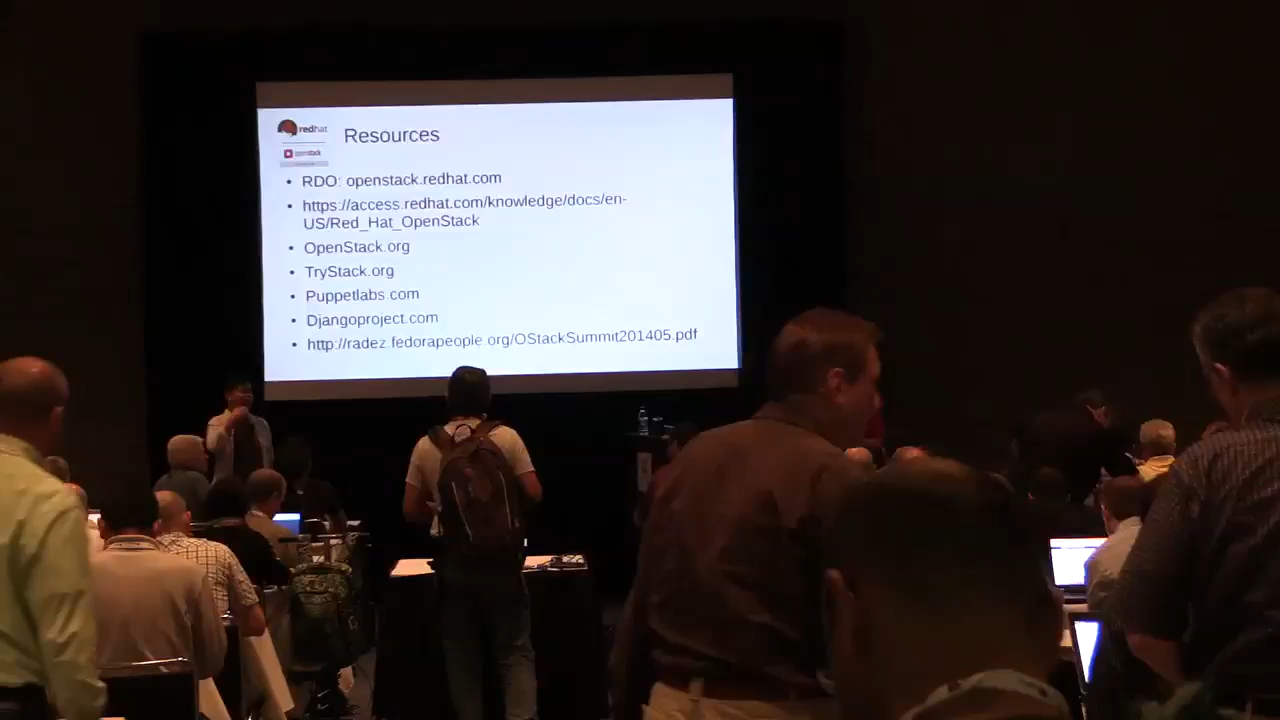 redhat
openstack
Resources
• RDO: openstack.redhat.com
• https://access.redhat.com/knowledge/docs/en-
US/Red_Hat_OpenStack
• OpenStack.org
• TryStack.org
• Puppetlabs.com
• Djangoproject.com
• http://radez.fedorapeople.org/OStackSummit201405.pdf